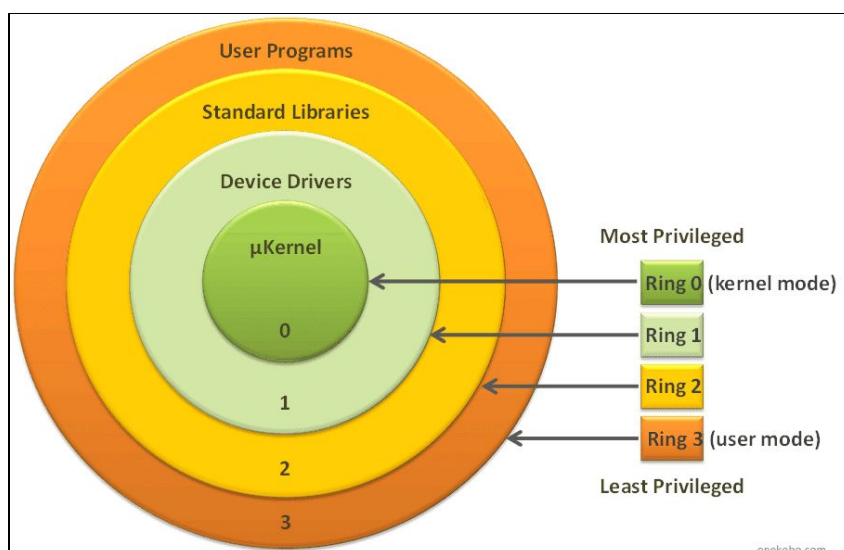 User Programs
Standard Libraries
Device Drivers
µKernel
0
1
2
3
Most Privileged
Ring 0 (kernel mode)
Ring 1
Ring 2
Ring 3 (user mode)
Least Privileged